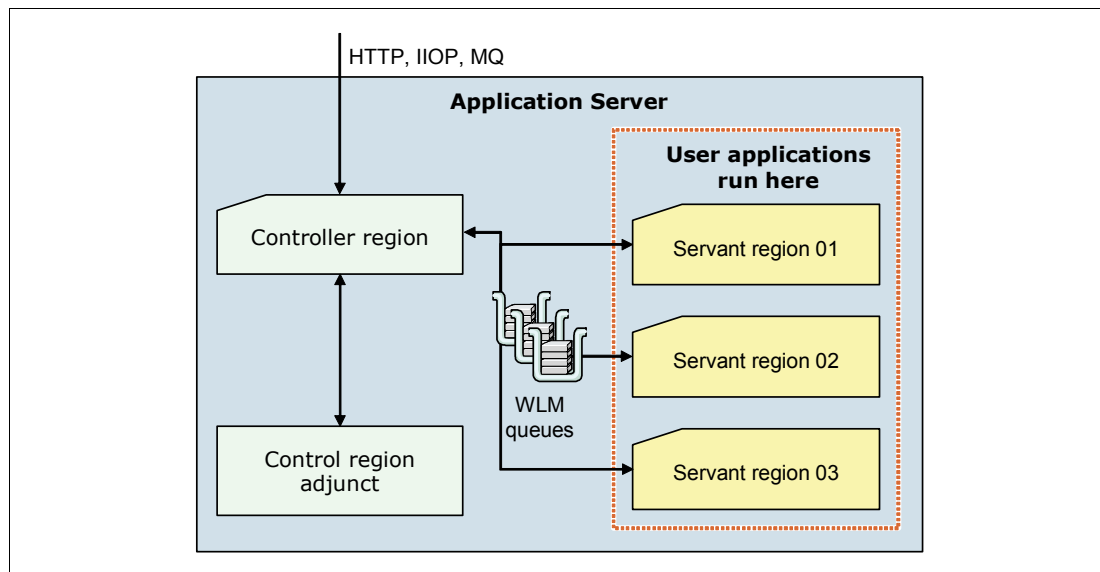 HTTP, IIOP, MQ
Application Server
User applications
run here
Controller region
Servant region 01
Servant region 02
WLM
queues
Control region
adjunct
Servant region 03